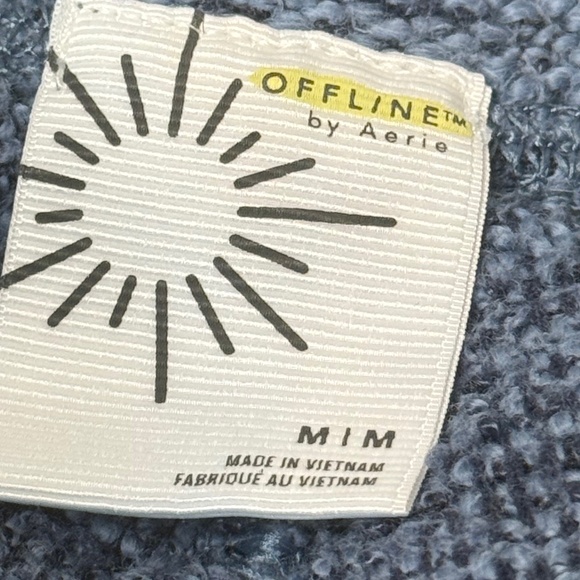 OFFLINE™
by Aerie
M | M
MADE IN VIETNAM
FABRIQUÉ AU VIETNAM